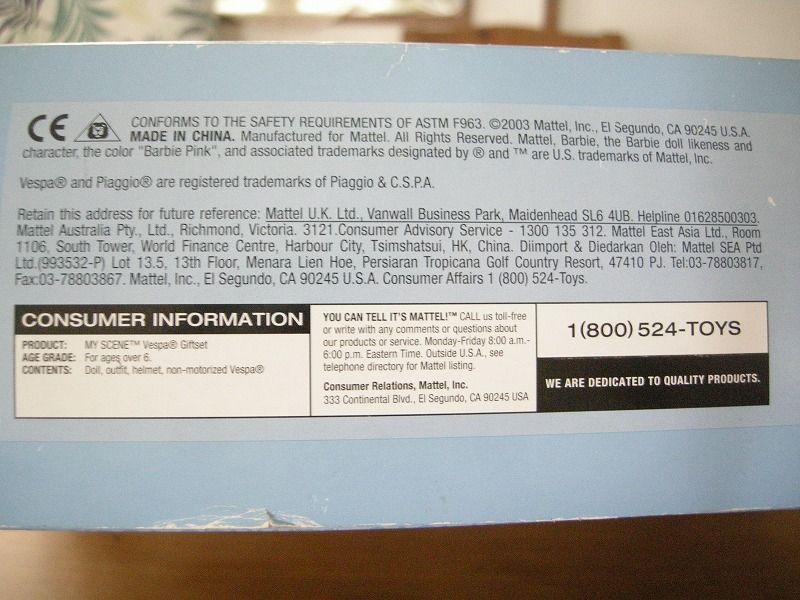 CE CONFORMS TO THE SAFETY REQUIREMENTS OF ASTM F963. ©2003 Mattel, Inc., El Segundo, CA 90245 U.S.A.
MADE IN CHINA. Manufactured for Mattel. All Rights Reserved. Mattel, Barbie, the Barbie doll likeness and
character, the color "Barbie Pink", and associated trademarks designated by ® and ™ are U.S. trademarks of Mattel, Inc.
Vespa® and Piaggio® are registered trademarks of Piaggio & C.S.P.A.
Retain this address for future reference: Mattel U.K. Ltd., Vanwall Business Park, Maidenhead SL6 4UB. Helpline 01628500303.
Mattel Australia Pty., Ltd., Richmond, Victoria. 3121.Consumer Advisory Service - 1300 135 312. Mattel East Asia Ltd., Room
1106, South Tower, World Finance Centre, Harbour City, Tsimshatsui, HK, China. Diimport & Diedarkan Oleh: Mattel SEA Ptd
Ltd.(993532-P) Lot 13.5, 13th Floor, Menara Lien Hoe, Persiaran Tropicana Golf Country Resort, 47410 PJ. Tel:03-78803817,
Fax:03-78803867. Mattel, Inc., El Segundo, CA 90245 U.S.A. Consumer Affairs 1 (800) 524-Toys.
CONSUMER INFORMATION
PRODUCT: MY SCENE™ Vespa® Giftset
AGE GRADE: For ages over 6.
CONTENTS: Doll, outfit, helmet, non-motorized Vespa®
YOU CAN TELL IT'S MATTEL!™ CALL us toll-free
or write with any comments or questions about
our products or service. Monday-Friday 8:00 a.m.-
6:00 p.m. Eastern Time. Outside U.S.A., see
telephone directory for Mattel listing.
Consumer Relations, Mattel, Inc.
333 Continental Blvd., El Segundo, CA 90245 USA
1(800) 524-TOYS
WE ARE DEDICATED TO QUALITY PRODUCTS.